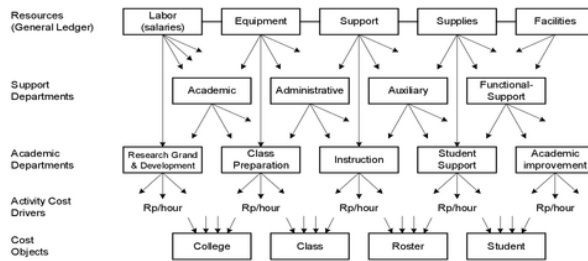 Resources
(General Ledger)
Labor
(salaries)
Equipment
Support
Supplies
Facilities
Support
Departments
Academic
Administrative
Auxiliary
Functional-
Support
Academic
Departments
Research Grand
& Development
Class
Preparation
Instruction
Student
Support
Academic
improvement
Activity Cost
Drivers
Rp/hour
Rp/hour
Rp/hour
Rp/hour
Rp/hour
Cost
Objects
College
Class
Roster
Student